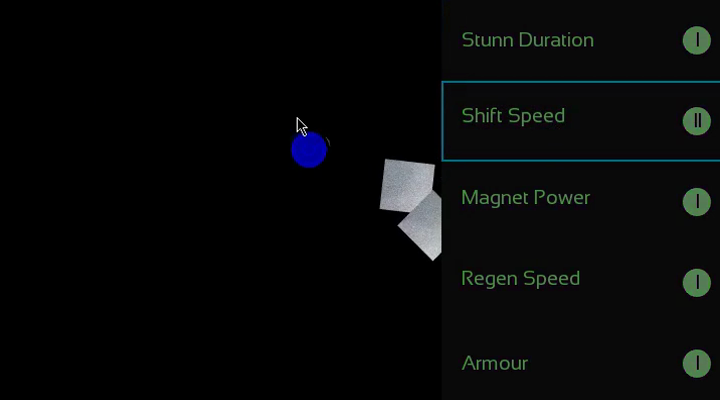 Stunn Duration I
Shift Speed II
Magnet Power I
Regen Speed I
Armour I